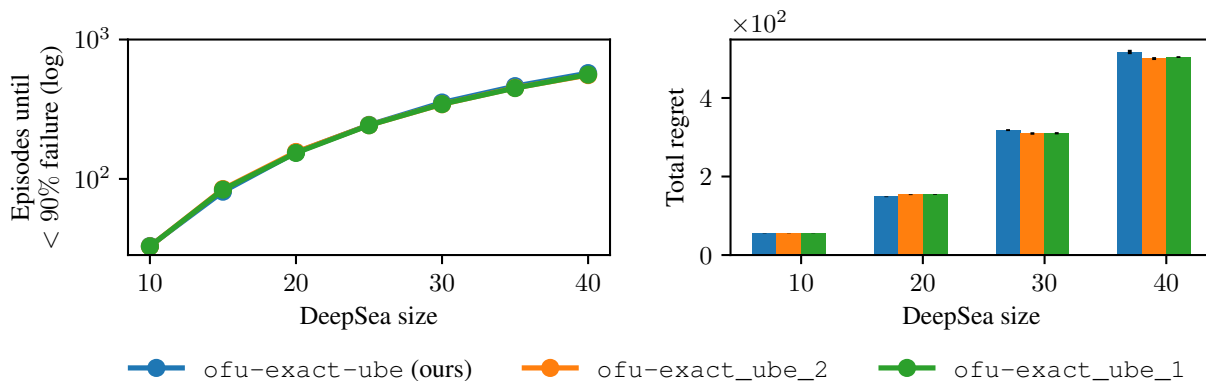 Episodes until
< 90% failure (log)
10³
10²
10 20 30 40
DeepSea size
×10²
Total regret
4
2
0
10 20 30 40
DeepSea size
ofu-exact-ube (ours) ofu-exact_ube_2 ofu-exact_ube_1